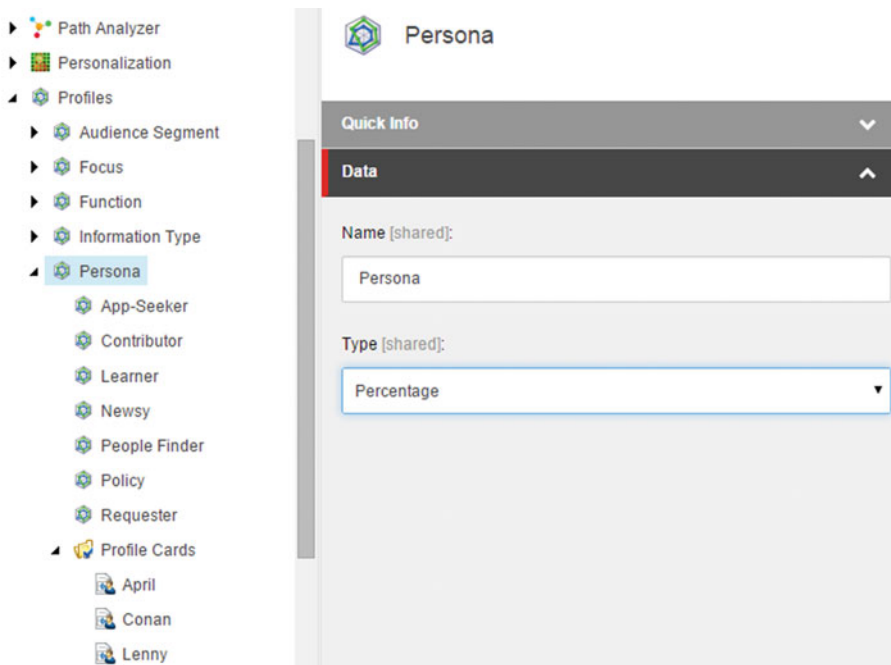 Path Analyzer
Personalization
Profiles
Audience Segment
Focus
Function
Information Type
Persona
App-Seeker
Contributor
Learner
Newsy
People Finder
Policy
Requester
Profile Cards
April
Conan
Lenny
Persona
Quick Info
Data
Name [shared]:
Persona
Type [shared]:
Percentage